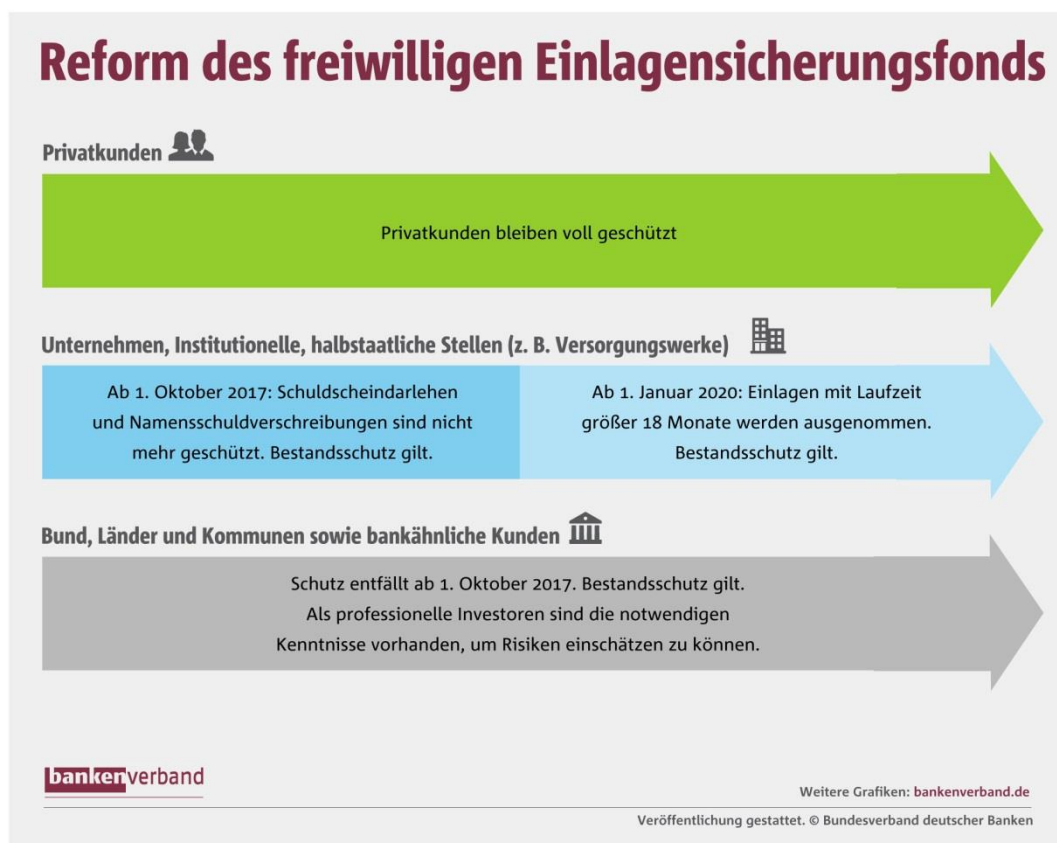 Reform des freiwilligen Einlagensicherungsfonds
Privatkunden
Privatkunden bleiben voll geschützt
Unternehmen, Institutionelle, halbstaatliche Stellen (z. B. Versorgungswerke)
Ab 1. Oktober 2017: Schuldscheindarlehen
und Namensschuldverschreibungen sind nicht
mehr geschützt. Bestandsschutz gilt.
Ab 1. Januar 2020: Einlagen mit Laufzeit
größer 18 Monate werden ausgenommen.
Bestandsschutz gilt.
Bund, Länder und Kommunen sowie bankähnliche Kunden
Schutz entfällt ab 1. Oktober 2017. Bestandsschutz gilt.
Als professionelle Investoren sind die notwendigen
Kenntnisse vorhanden, um Risiken einschätzen zu können.
bankenverband
Weitere Grafiken: bankenverband.de
Veröffentlichung gestattet. © Bundesverband deutscher Banken